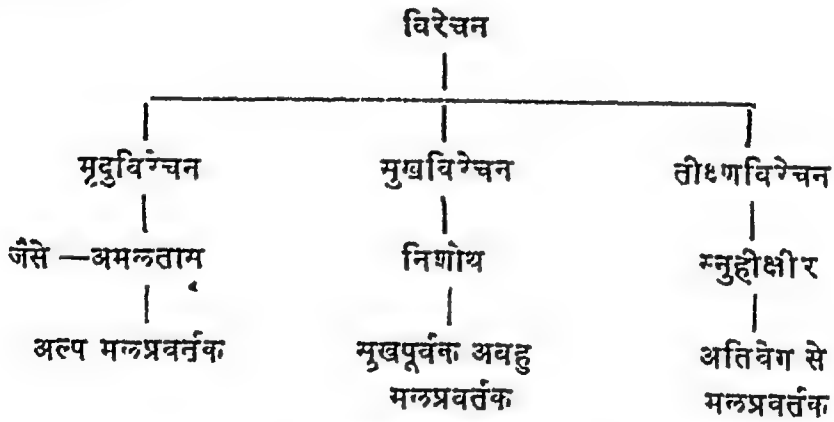 विरेचन
मृदुविरेचन सुखविरेचन तीक्ष्णविरेचन
जैसे —अमलतास निशोथ स्नुहीक्षीर
अल्प मलप्रवर्तक सुखपूर्वक अबहु अतिवेग से
मलप्रवर्तक मलप्रवर्तक